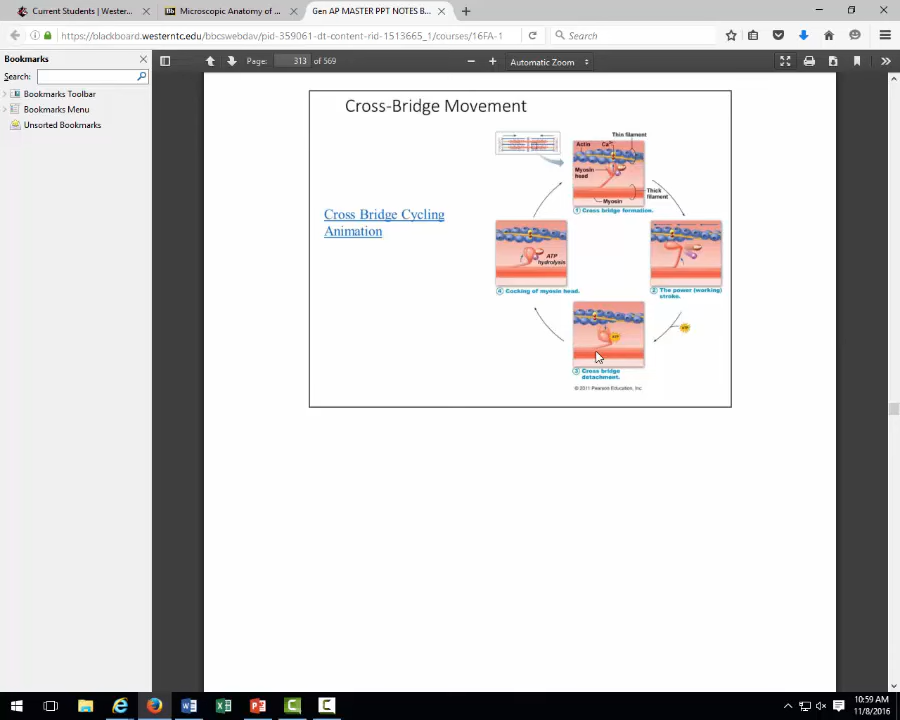 Current Students | Wester...
Microscopic Anatomy of ...
Gen AP MASTER PPT NOTES B...
https://blackboard.westerntc.edu/bbcswebdav/pid-359061-dt-content-rid-1513665_1/courses/16FA-1
Search
Bookmarks
Page: 313 of 569
Automatic Zoom
Search:
Bookmarks Toolbar
Bookmarks Menu
Unsorted Bookmarks
Cross-Bridge Movement
Thin filament
Actin Ca2+
Myosin head
Thick filament
Myosin
1 Cross bridge formation.
Cross Bridge Cycling
Animation
ATP hydrolysis
4 Cocking of myosin head.
2 The power (working)
stroke.
ATP
ATP
3 Cross bridge
detachment.
© 2011 Pearson Education, Inc.
10:59 AM
11/8/2016